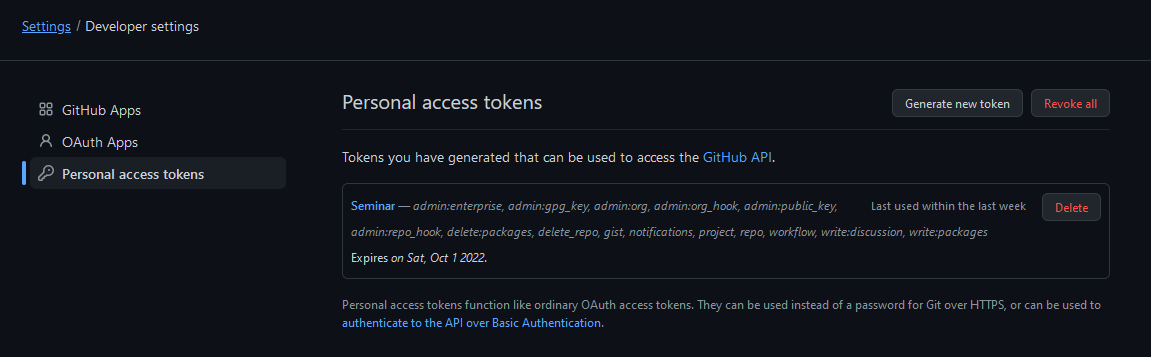 Settings / Developer settings
GitHub Apps
OAuth Apps
Personal access tokens
Personal access tokens
Generate new token
Revoke all
Tokens you have generated that can be used to access the GitHub API.
Seminar — admin:enterprise, admin:gpg_key, admin:org, admin:org_hook, admin:public_key,
Last used within the last week
Delete
admin:repo_hook, delete:packages, delete_repo, gist, notifications, project, repo, workflow, write:discussion, write:packages
Expires on Sat, Oct 1 2022.
Personal access tokens function like ordinary OAuth access tokens. They can be used instead of a password for Git over HTTPS, or can be used to
authenticate to the API over Basic Authentication.